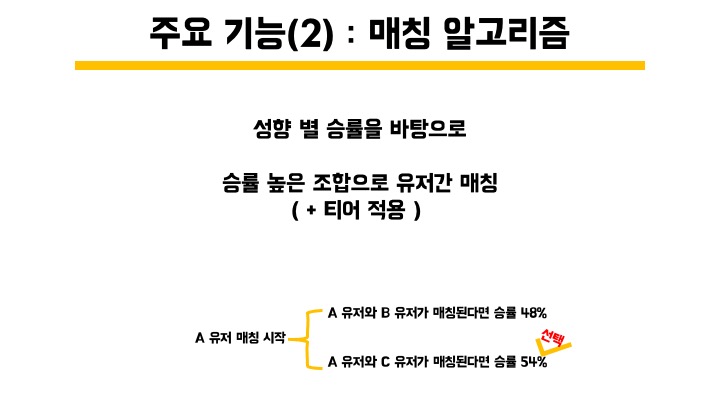 주요 기능(2) : 매칭 알고리즘
성향 별 승률을 바탕으로
승률 높은 조합으로 유저간 매칭
( + 티어 적용 )
A 유저와 B 유저가 매칭된다면 승률 48%
선택
A 유저 매칭 시작
A 유저와 C 유저가 매칭된다면 승률 54%